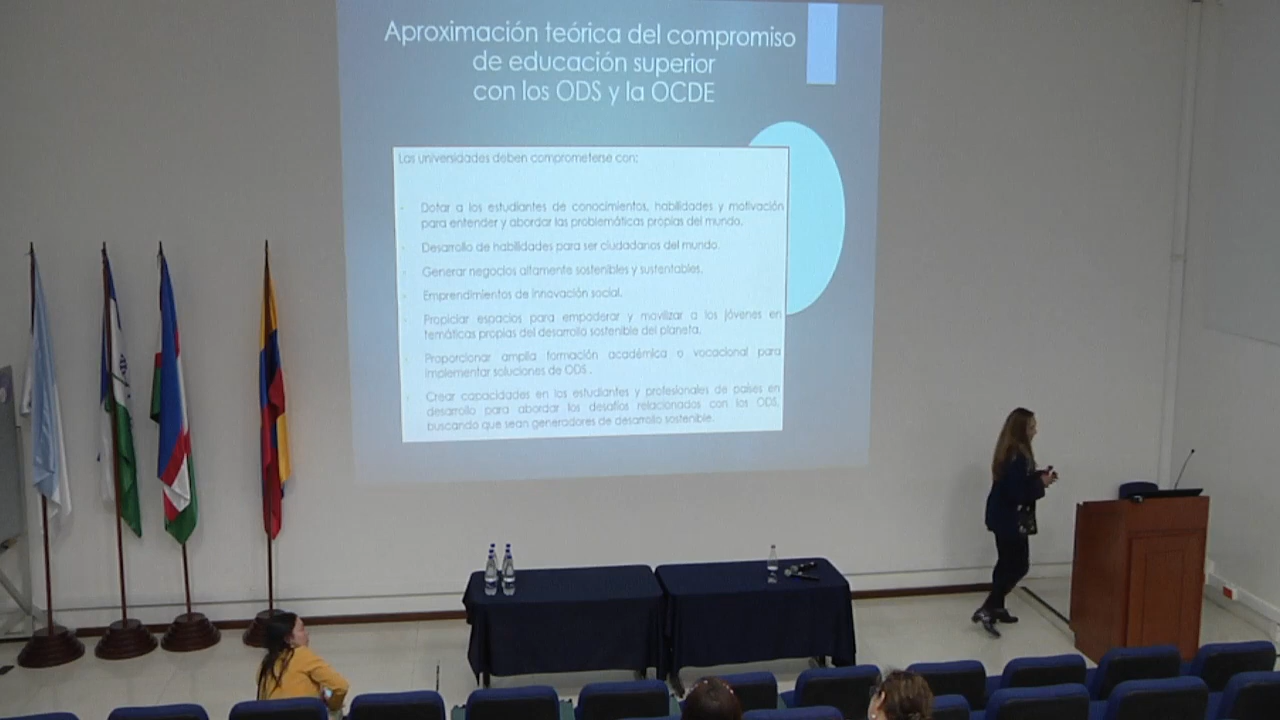 Aproximación teórica del compromiso
de educación superior
con los ODS y la OCDE
Las universidades deben comprometerse con:
- Dotar a los estudiantes de conocimientos, habilidades y motivación
para entender y abordar las problemáticas propias del mundo.
- Desarrollo de habilidades para ser ciudadanos del mundo.
- Generar negocios altamente sostenibles y sustentables.
- Emprendimientos de innovación social.
- Propiciar espacios para empoderar y movilizar a los jóvenes en
temáticas propias del desarrollo sostenible del planeta.
- Proporcionar amplia formación académica o vocacional para
implementar soluciones de ODS .
- Crear capacidades en los estudiantes y profesionales de países en
desarrollo para abordar los desafíos relacionados con los ODS,
buscando que sean generadores de desarrollo sostenible.